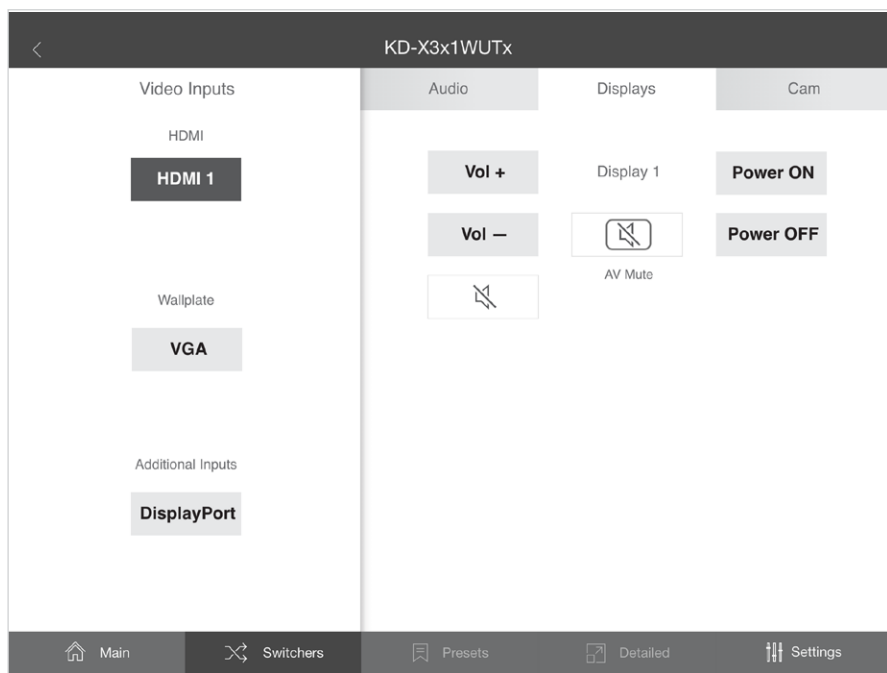 KD-X3x1WUTx
Video Inputs
HDMI
HDMI 1
Wallplate
VGA
Additional Inputs
DisplayPort
Audio
Displays
Cam
Vol +
Display 1
Power ON
Vol —
Power OFF
AV Mute
Main
Switchers
Presets
Detailed
Settings